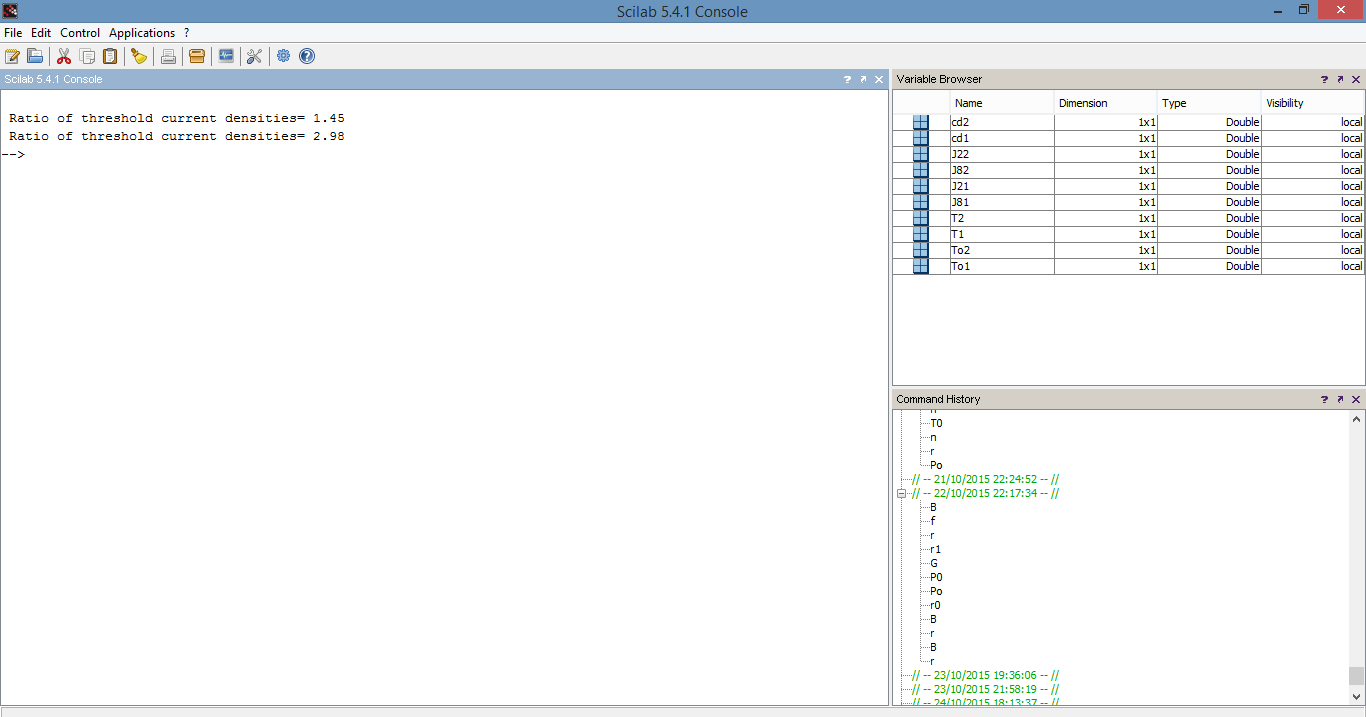 Scilab 5.4.1 Console
File Edit Control Applications ?
Scilab 5.4.1 Console
Ratio of threshold current densities= 1.45
Ratio of threshold current densities= 2.98
-->
Variable Browser
Name Dimension Type Visibility
cd2 1x1 Double local
cd1 1x1 Double local
J22 1x1 Double local
J82 1x1 Double local
J21 1x1 Double local
J81 1x1 Double local
T2 1x1 Double local
T1 1x1 Double local
To2 1x1 Double local
To1 1x1 Double local
Command History
T0
n
r
Po
// -- 21/10/2015 22:24:52 -- //
// -- 22/10/2015 22:17:34 -- //
B
f
r
r1
G
P0
Po
r0
B
r
B
r
// -- 23/10/2015 19:36:06 -- //
// -- 23/10/2015 21:58:19 -- //
// -- 24/10/2015 18:13:37 -- //